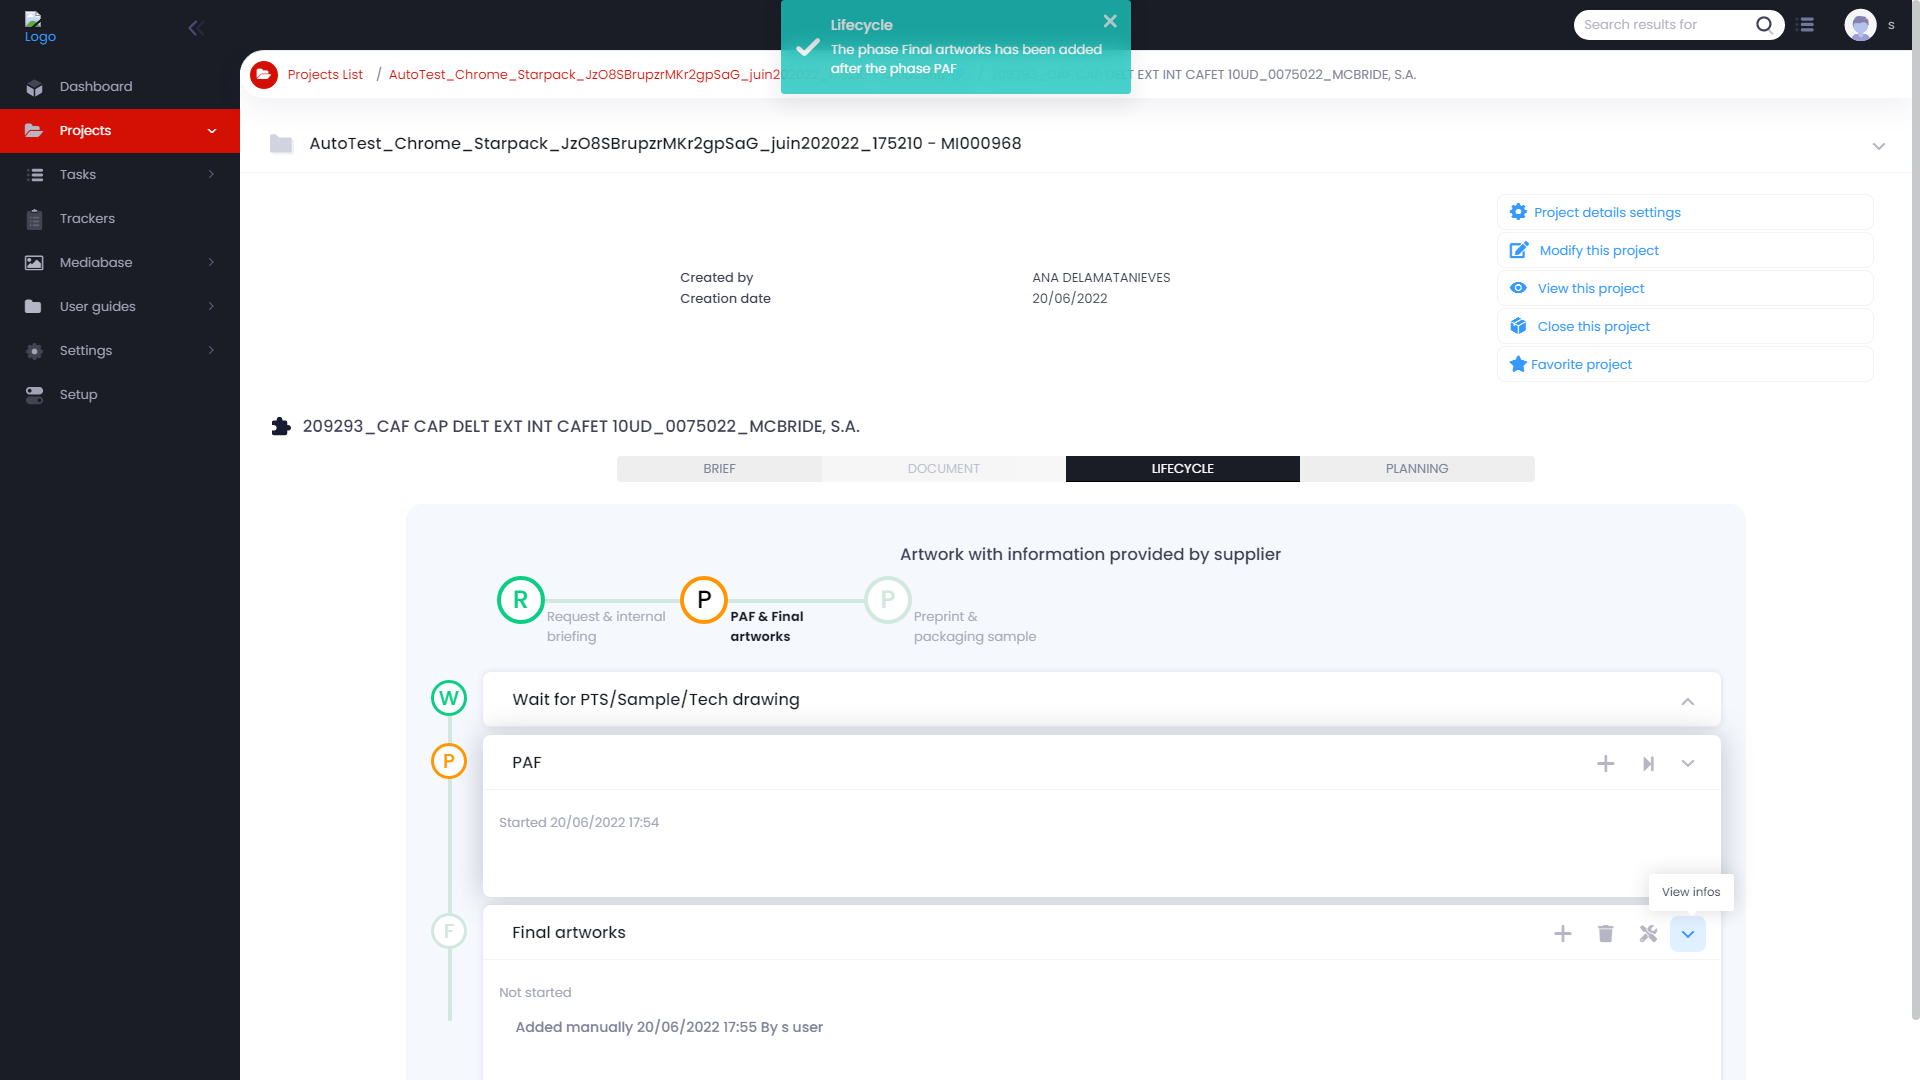 Logo
Lifecycle
The phase Final artworks has been added
after the phase PAF
Search results for
s
Dashboard
Projects
Tasks
Trackers
Mediabase
User guides
Settings
Setup
Projects List / AutoTest_Chrome_Starpack_JzO8SBrupzrMKr2gpSaG_juin202022 209293_CAF CAP DELT EXT INT CAFET 10UD_0075022_MCBRIDE, S.A.
AutoTest_Chrome_Starpack_JzO8SBrupzrMKr2gpSaG_juin202022_175210 - MI000968
Created by ANA DELAMATANIEVES
Creation date 20/06/2022
Project details settings
Modify this project
View this project
Close this project
Favorite project
209293_CAF CAP DELT EXT INT CAFET 10UD_0075022_MCBRIDE, S.A.
BRIEF DOCUMENT LIFECYCLE PLANNING
Artwork with information provided by supplier
R Request & internal
briefing
P PAF & Final
artworks
P Preprint &
packaging sample
W Wait for PTS/Sample/Tech drawing
P PAF
Started 20/06/2022 17:54
View infos
F Final artworks
Not started
Added manually 20/06/2022 17:55 By s user